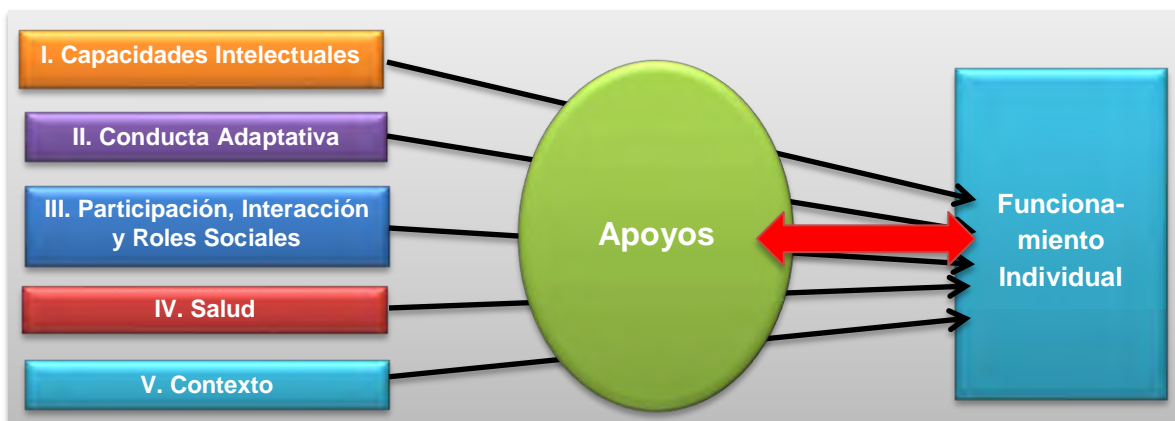 I. Capacidades Intelectuales
II. Conducta Adaptativa
III. Participación, Interacción
y Roles Sociales
IV. Salud
V. Contexto
Apoyos
Funciona-
miento
Individual